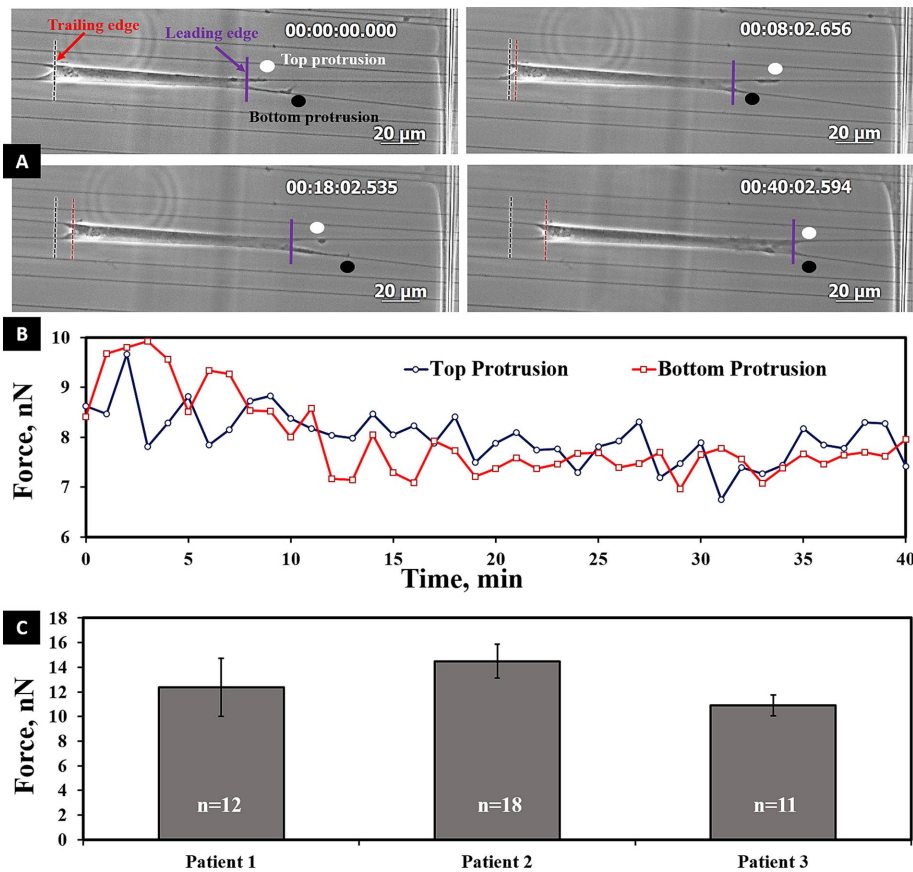 Trailing edge
00:00:00.000
Leading edge
Top protrusion
Bottom protrusion
20 µm
00:08:02.656
20 µm
A
00:18:02.535
20 µm
00:40:02.594
20 µm
B
10
9
8
7
6
Force, nN
Top Protrusion
Bottom Protrusion
0 5 10 15 20 25 30 35 40
Time, min
C
18
16
14
12
10
8
6
4
2
0
Force, nN
n=12 n=18 n=11
Patient 1 Patient 2 Patient 3